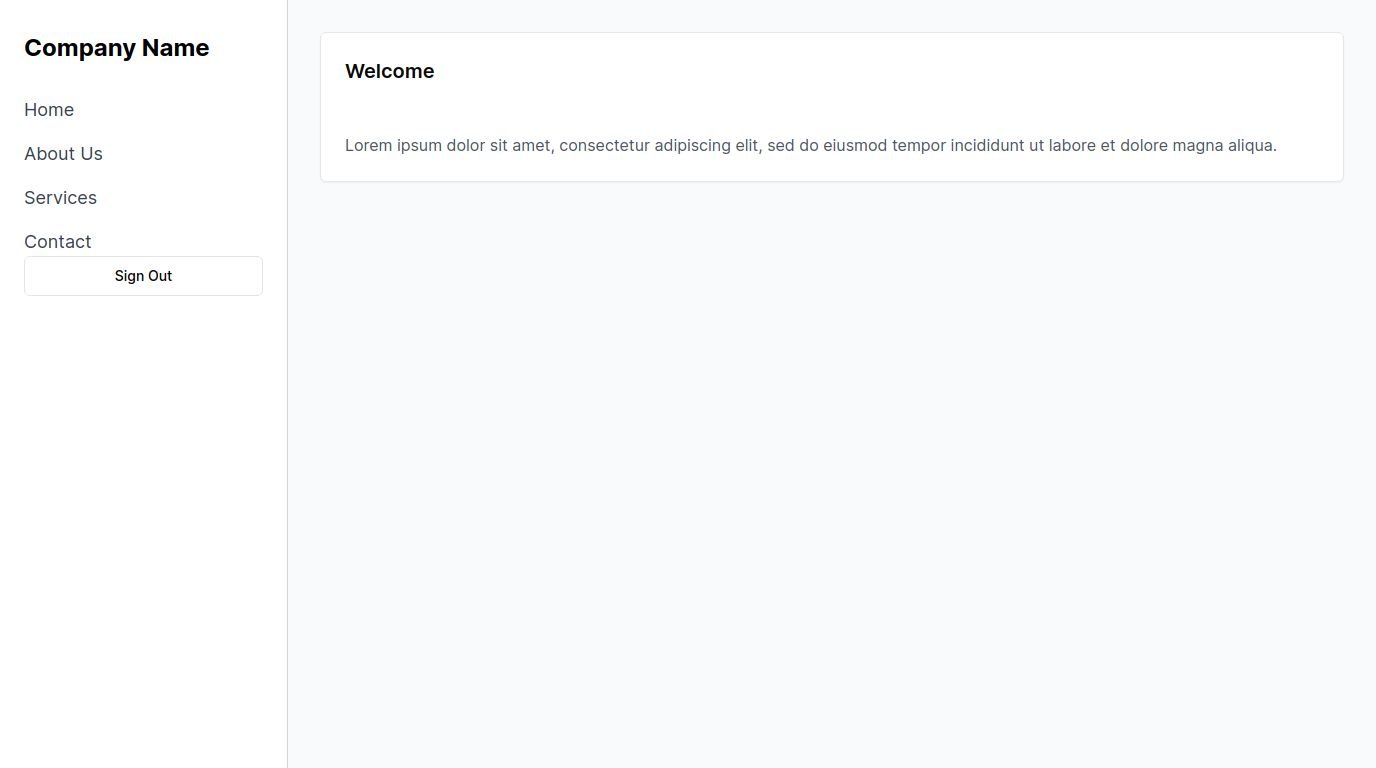 Company Name
Home
About Us
Services
Contact
Sign Out
Welcome
Lorem ipsum dolor sit amet, consectetur adipiscing elit, sed do eiusmod tempor incididunt ut labore et dolore magna aliqua.